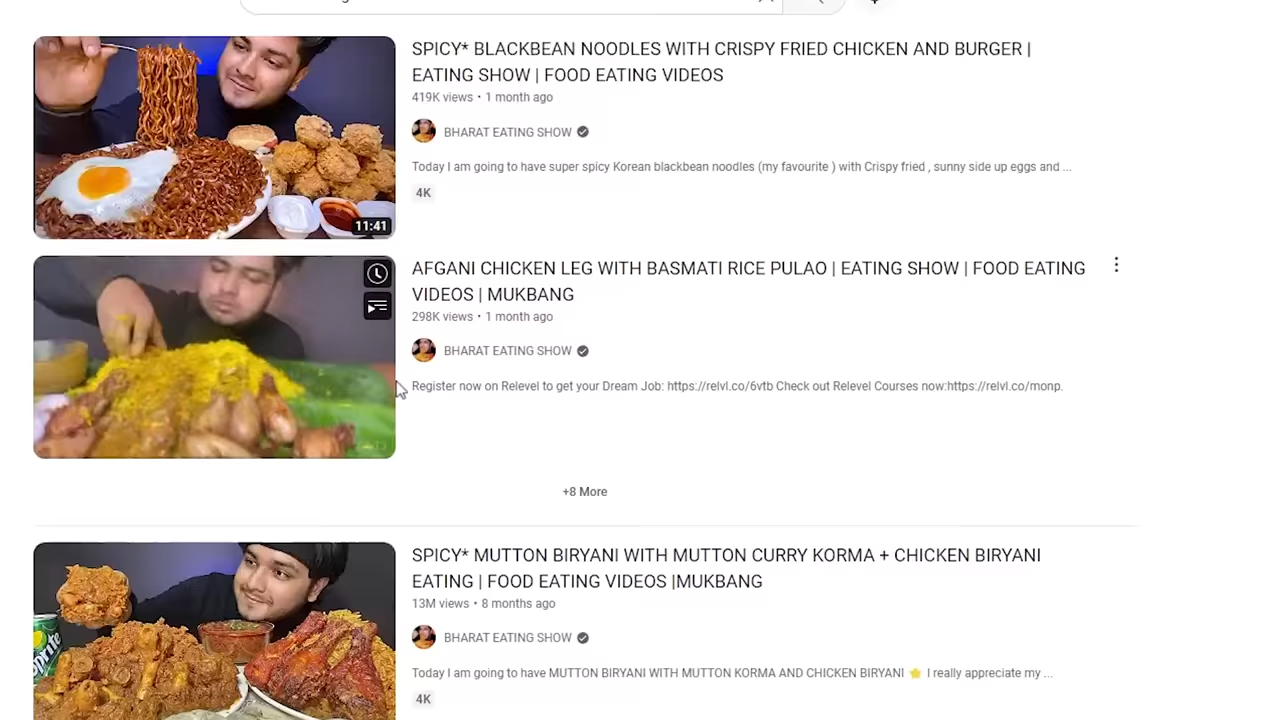 SPICY* BLACKBEAN NOODLES WITH CRISPY FRIED CHICKEN AND BURGER |
EATING SHOW | FOOD EATING VIDEOS
419K views • 1 month ago
BHARAT EATING SHOW
Today I am going to have super spicy Korean blackbean noodles (my favourite ) with Crispy fried , sunny side up eggs and ...
4K
11:41
AFGANI CHICKEN LEG WITH BASMATI RICE PULAO | EATING SHOW | FOOD EATING
VIDEOS | MUKBANG
298K views • 1 month ago
BHARAT EATING SHOW
Register now on Relevel to get your Dream Job: https://relvl.co/6vtb Check out Relevel Courses now:https://relvl.co/monp.
+8 More
SPICY* MUTTON BIRYANI WITH MUTTON CURRY KORMA + CHICKEN BIRYANI
EATING | FOOD EATING VIDEOS |MUKBANG
13M views • 8 months ago
BHARAT EATING SHOW
Today I am going to have MUTTON BIRYANI WITH MUTTON KORMA AND CHICKEN BIRYANI ⭐ I really appreciate my ...
4K
Sprite